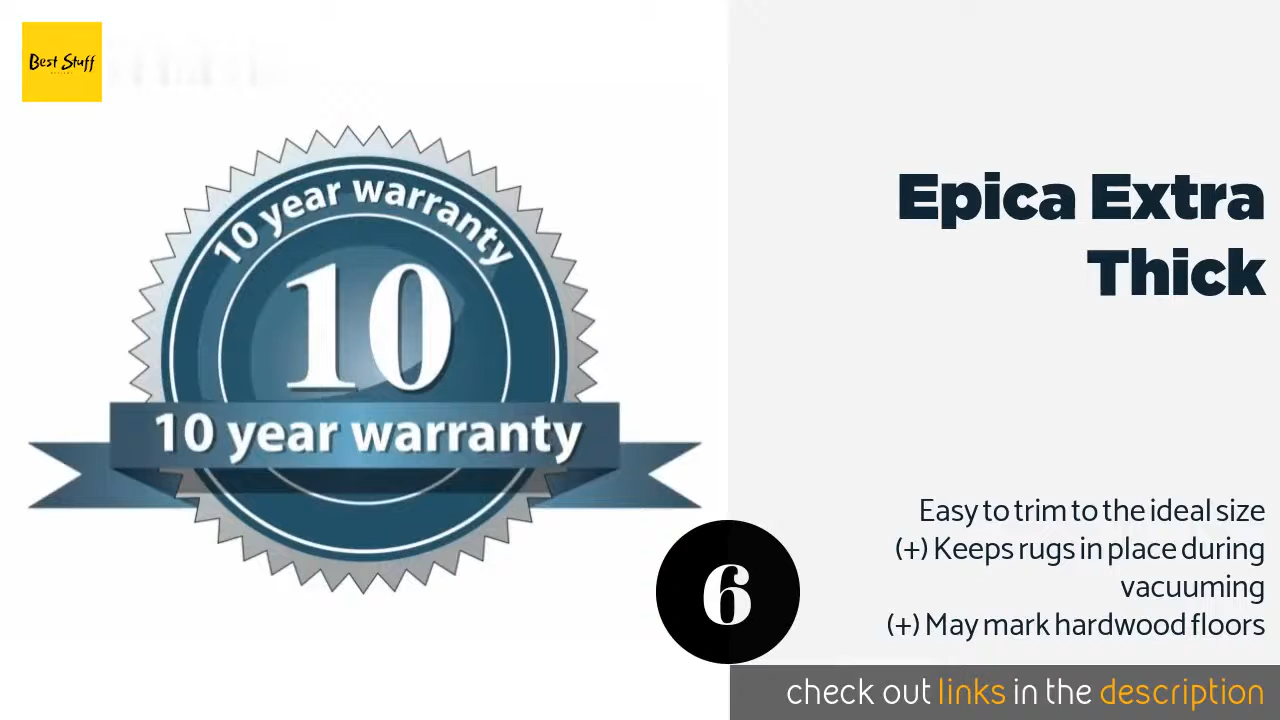 Best Stuff
10 year warranty
10
10 year warranty
Epica Extra
Thick
Easy to trim to the ideal size
(+) Keeps rugs in place during
vacuuming
(+) May mark hardwood floors
6
check out links in the description